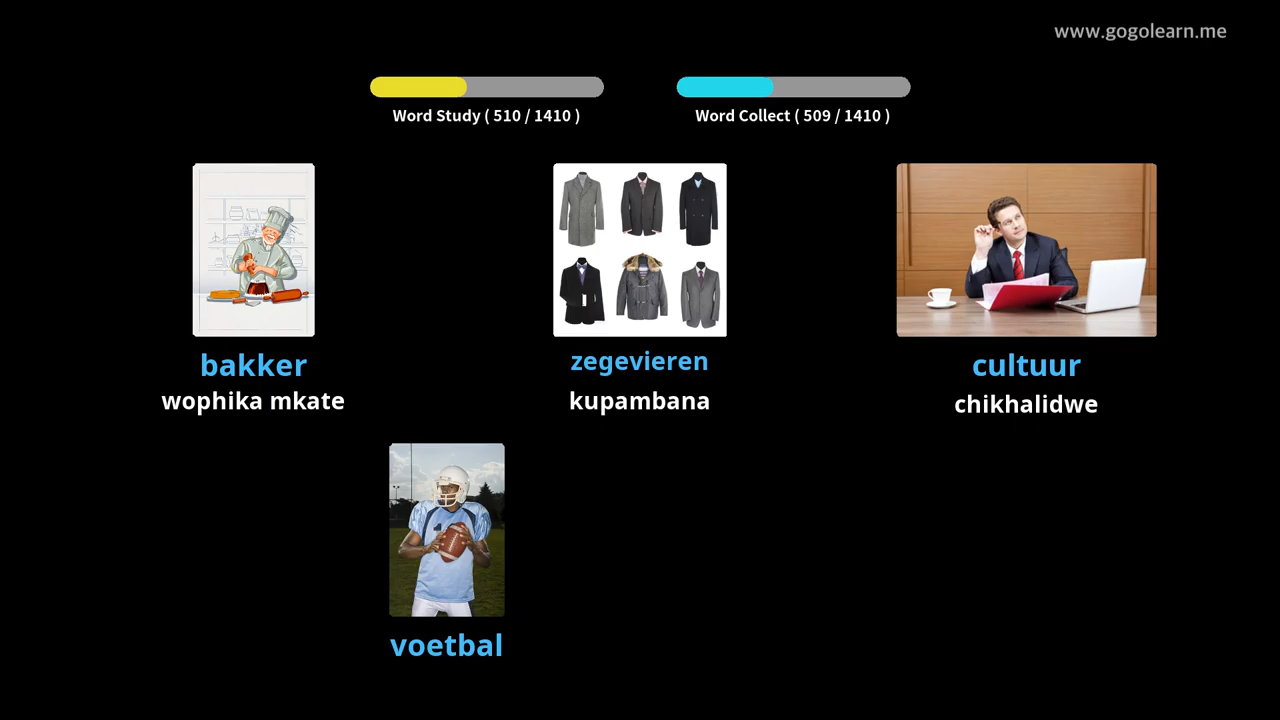 www.gogolearn.me
Word Study ( 510 / 1410 )
Word Collect ( 509 / 1410 )
bakker
wophika mkate
zegevieren
kupambana
cultuur
chikhalidwe
voetbal